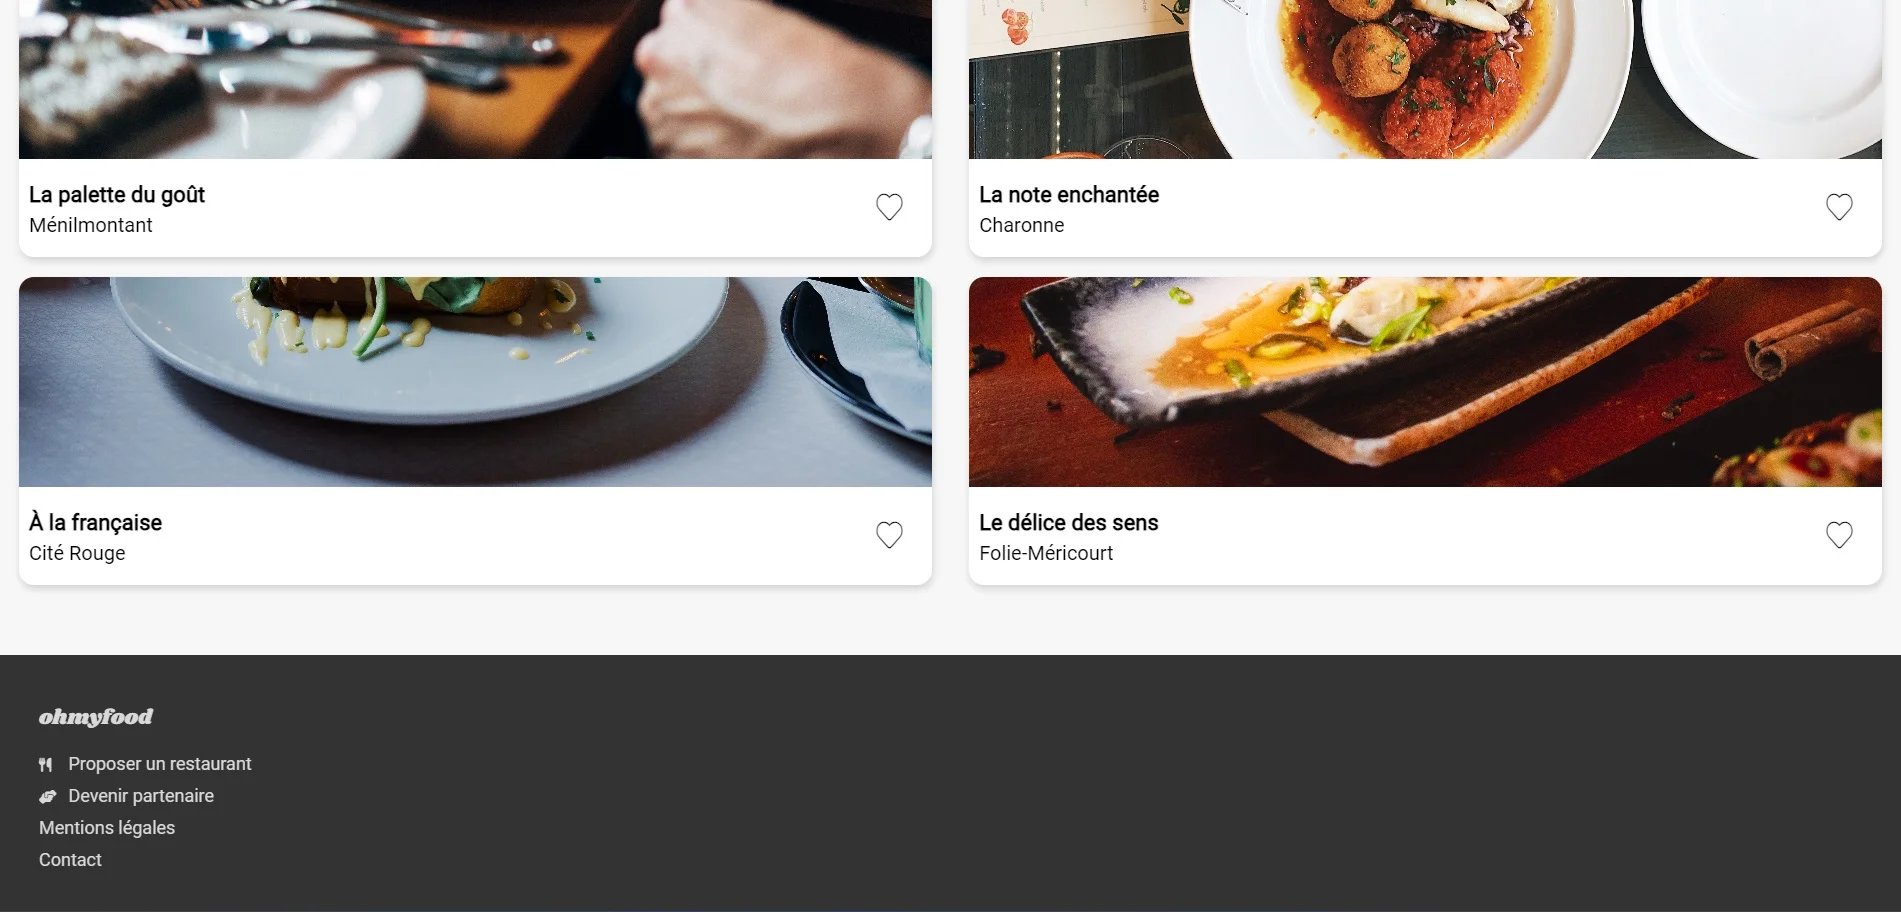 La palette du goût
Ménilmontant
La note enchantée
Charonne
À la française
Cité Rouge
Le délice des sens
Folie-Méricourt
ohmyfood
Proposer un restaurant
Devenir partenaire
Mentions légales
Contact